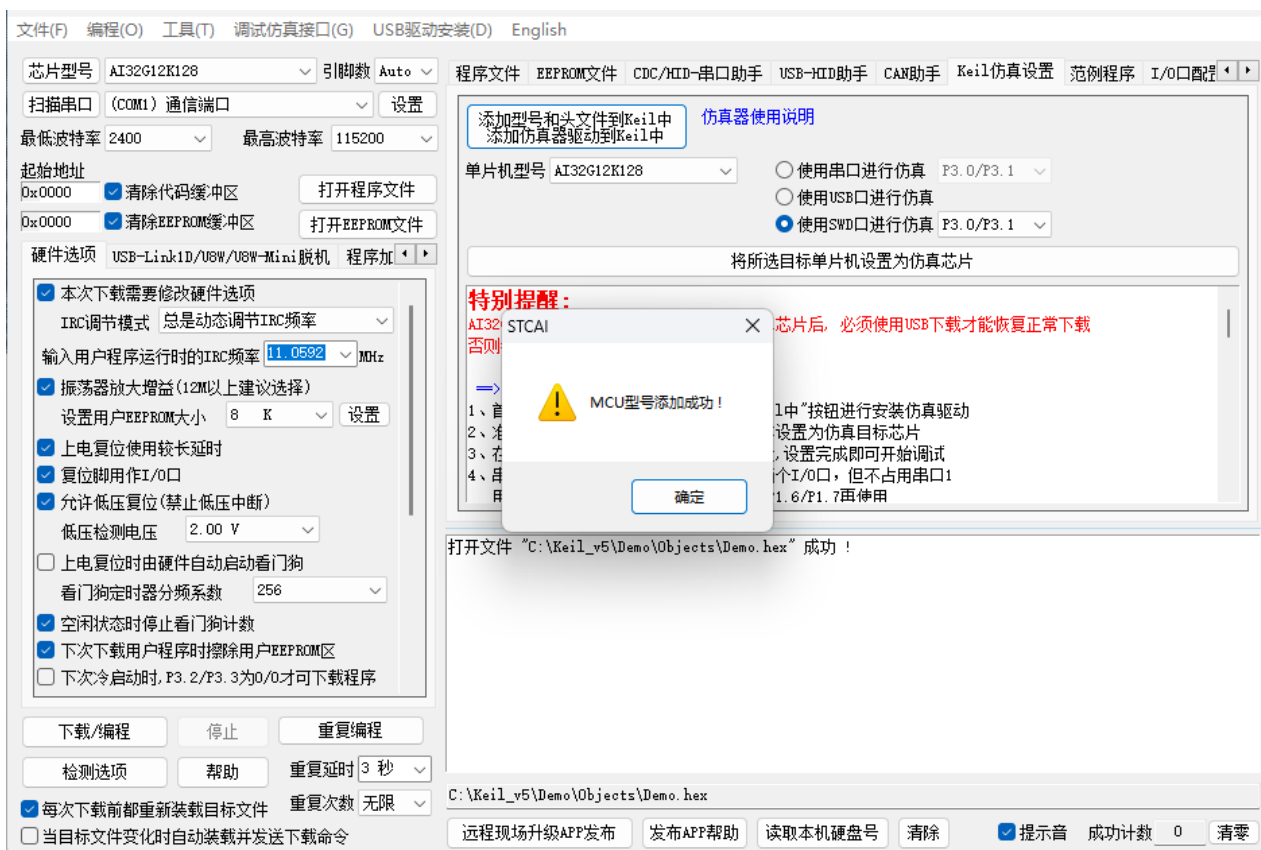 文件(F) 编程(O) 工具(T) 调试仿真接口(G) USB驱动安装(D) English
芯片型号 AI32G12K128 引脚数 Auto
扫描串口 (COM1) 通信端口 设置
最低波特率 2400 最高波特率 115200
起始地址
0x0000 清除代码缓冲区 打开程序文件
0x0000 清除EEPROM缓冲区 打开EEPROM文件
硬件选项 USB-Link1D/U8W/U8W-Mini脱机 程序加
本次下载需要修改硬件选项
IRC调节模式 总是动态调节IRC频率
输入用户程序运行时的IRC频率 11.0592 MHz
振荡器放大增益(12M以上建议选择)
设置用户EEPROM大小 8 K 设置
上电复位使用较长延时
复位脚用作I/O口
允许低压复位(禁止低压中断)
低压检测电压 2.00 V
上电复位时由硬件自动启动看门狗
看门狗定时器分频系数 256
空闲状态时停止看门狗计数
下次下载用户程序时擦除用户EEPROM区
下次冷启动时,P3.2/P3.3为0/0才可下载程序
下载/编程 停止 重复编程
检测选项 帮助 重复延时 3 秒
每次下载前都重新装载目标文件 重复次数 无限
当目标文件变化时自动装载并发送下载命令
程序文件 EEPROM文件 CDC/HID-串口助手 USB-HID助手 CAN助手 Keil仿真设置 范例程序 I/O口配
添加型号和头文件到Keil中
添加仿真器驱动到Keil中
仿真器使用说明
单片机型号 AI32G12K128
使用串口进行仿真 P3.0/P3.1
使用USB口进行仿真
使用SWD口进行仿真 P3.0/P3.1
将所选目标单片机设置为仿真芯片
特别提醒:
AI32 芯片后, 必须使用USB下载才能恢复正常下载
否则
==>
1、首 l中"按钮进行安装仿真驱动
2、准 设置为仿真目标芯片
3、在 ,设置完成即可开始调试
4、串 个I/O口，但不占用串口1
用 1.6/P1.7再使用
STCAI
MCU型号添加成功！
确定
打开文件 "C:\Keil_v5\Demo\Objects\Demo.hex" 成功 !
C:\Keil_v5\Demo\Objects\Demo.hex
远程现场升级APP发布 发布APP帮助 读取本机硬盘号 清除 提示音 成功计数 0 清零